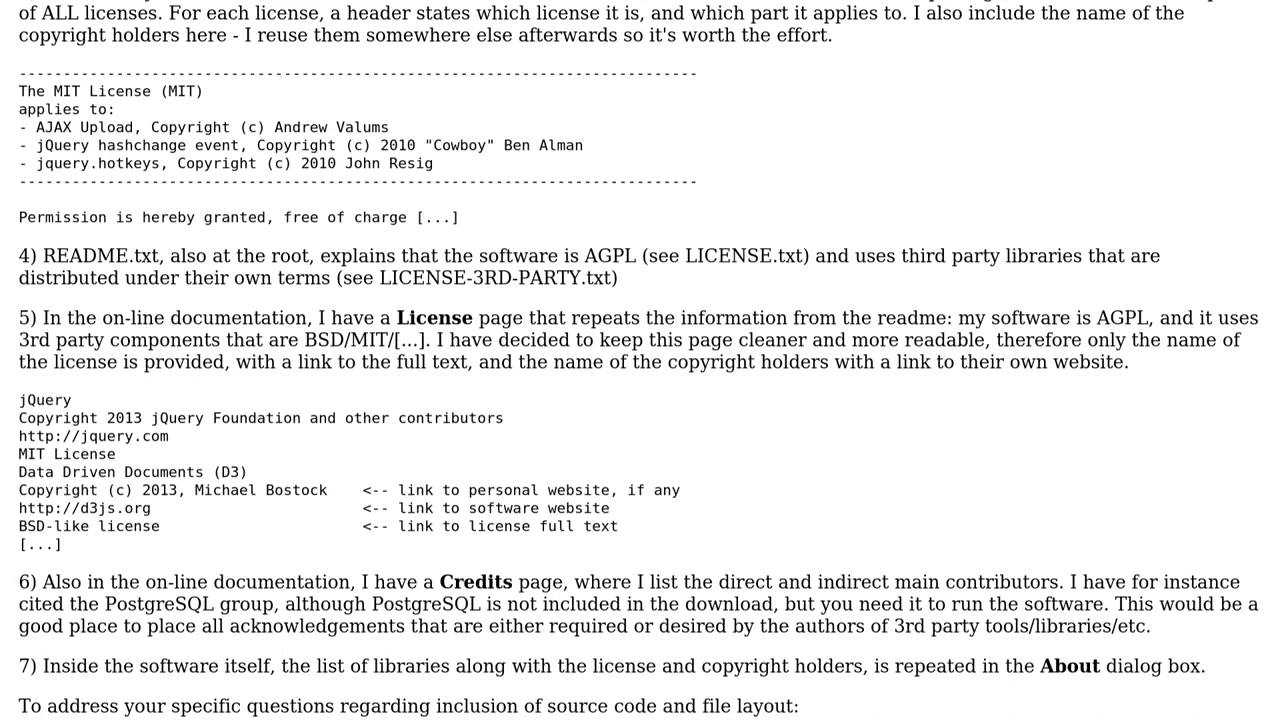 of ALL licenses. For each license, a header states which license it is, and which part it applies to. I also include the name of the
copyright holders here - I reuse them somewhere else afterwards so it's worth the effort.
-----------------------------------------------------------------------------
The MIT License (MIT)
applies to:
- AJAX Upload, Copyright (c) Andrew Valums
- jQuery hashchange event, Copyright (c) 2010 "Cowboy" Ben Alman
- jquery.hotkeys, Copyright (c) 2010 John Resig
-----------------------------------------------------------------------------
Permission is hereby granted, free of charge [...]
4) README.txt, also at the root, explains that the software is AGPL (see LICENSE.txt) and uses third party libraries that are
distributed under their own terms (see LICENSE-3RD-PARTY.txt)
5) In the on-line documentation, I have a License page that repeats the information from the readme: my software is AGPL, and it uses
3rd party components that are BSD/MIT/[...]. I have decided to keep this page cleaner and more readable, therefore only the name of
the license is provided, with a link to the full text, and the name of the copyright holders with a link to their own website.
jQuery
Copyright 2013 jQuery Foundation and other contributors
http://jquery.com
MIT License
Data Driven Documents (D3)
Copyright (c) 2013, Michael Bostock    <-- link to personal website, if any
http://d3js.org                        <-- link to software website
BSD-like license                       <-- link to license full text
[...]
6) Also in the on-line documentation, I have a Credits page, where I list the direct and indirect main contributors. I have for instance
cited the PostgreSQL group, although PostgreSQL is not included in the download, but you need it to run the software. This would be a
good place to place all acknowledgements that are either required or desired by the authors of 3rd party tools/libraries/etc.
7) Inside the software itself, the list of libraries along with the license and copyright holders, is repeated in the About dialog box.
To address your specific questions regarding inclusion of source code and file layout: